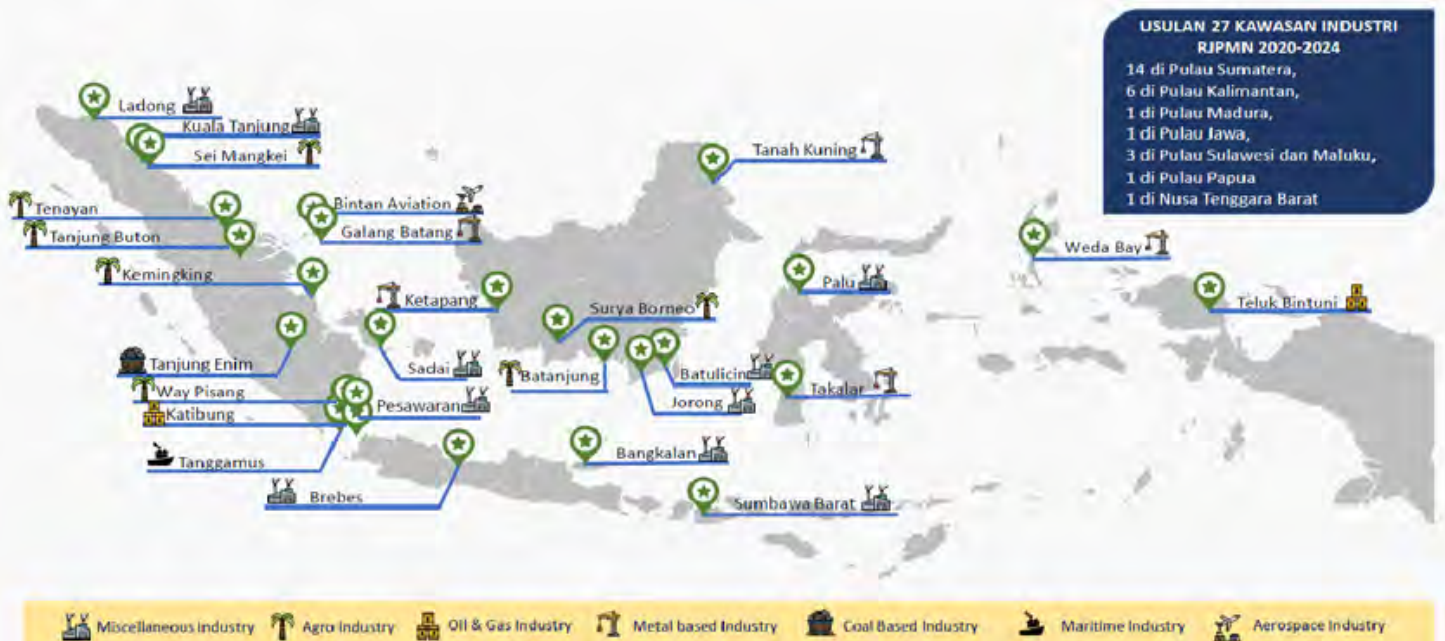 USULAN 27 KAWASAN INDUSTRI
RJPMN 2020-2024
14 di Pulau Sumatera,
6 di Pulau Kalimantan,
1 di Pulau Madura,
1 di Pulau Jawa,
3 di Pulau Sulawesi dan Maluku,
1 di Pulau Papua
1 di Nusa Tenggara Barat
Ladong
Kuala Tanjung
Sei Mangkei
Tanah Kuning
Tenayan
Bintan Aviation
Tanjung Buton
Galang Batang
Weda Bay
Kemingking
Ketapang
Palu
Surya Borneo
Teluk Bintuni
Tanjung Enim
Sadai
Batanjung
Batulicin
Way Pisang
Pesawaran
Jorong
Takalar
Katibung
Tanggamus
Bangkalan
Brebes
Sumbawa Barat
Miscellaneous Industry
Agro Industry
Oil & Gas Industry
Metal based Industry
Coal Based Industry
Maritime Industry
Aerospace Industry